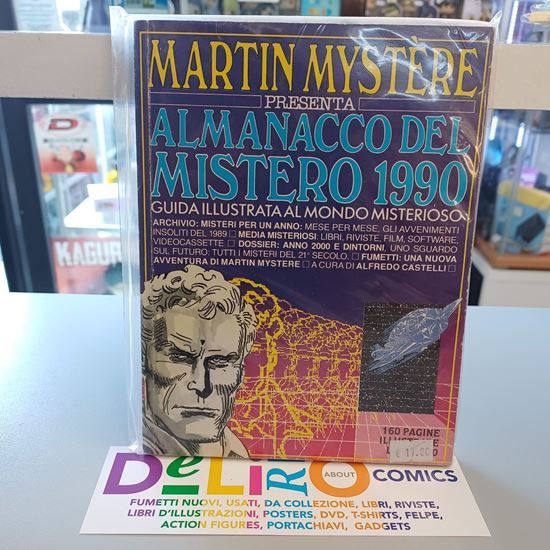 MARTIN MYSTÈRE
PRESENTA
ALMANACCO DEL
MISTERO 1990
GUIDA ILLUSTRATA AL MONDO MISTERIOSO
ARCHIVIO: MISTERI PER UN ANNO: MESE PER MESE, GLI AVVENIMENTI
INSOLITI DEL 1989 □ MEDIA MISTERIOSI: LIBRI, RIVISTE, FILM, SOFTWARE,
VIDEOCASSETTE □ DOSSIER: ANNO 2000 E DINTORNI, UNO SGUARDO
SUL FUTURO: TUTTI I MISTERI DEL 21° SECOLO. □ FUMETTI: UNA NUOVA
AVVENTURA DI MARTIN MYSTERE □ A CURA DI ALFREDO CASTELLI □
160 PAGINE
€ 17.00
DELIRO ABOUT COMICS
FUMETTI NUOVI, USATI, DA COLLEZIONE, LIBRI, RIVISTE,
LIBRI D'ILLUSTRAZIONI, POSTERS, DVD, T-SHIRTS, FELPE,
ACTION FIGURES, PORTACHIAVI, GADGETS
KAGUR